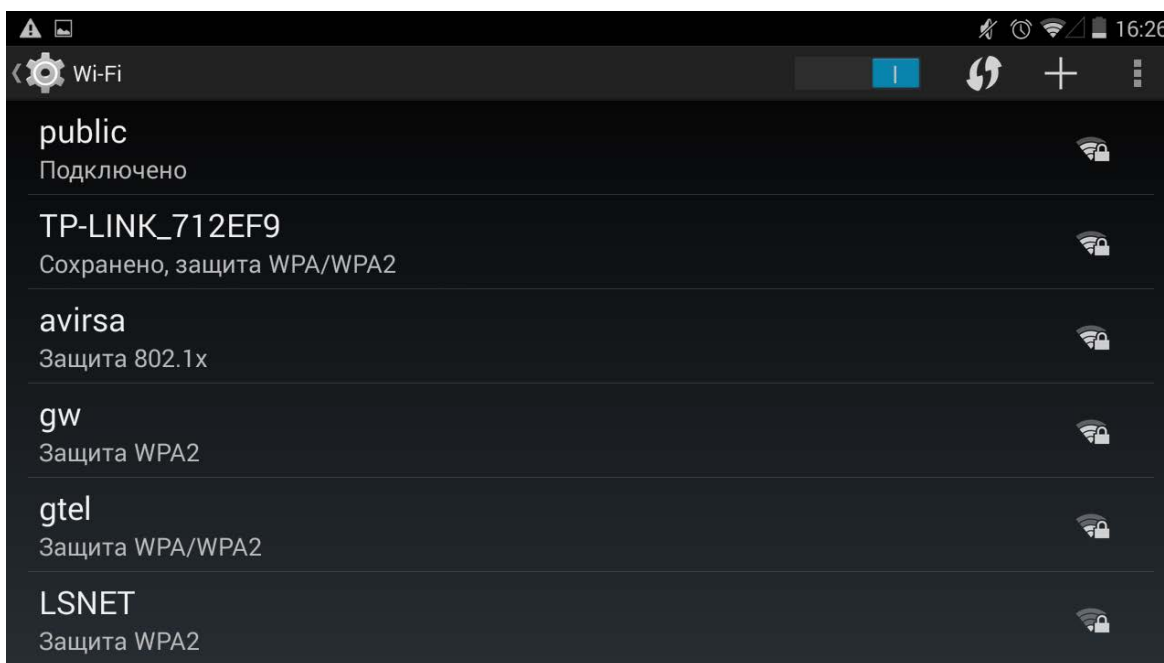 16:26
Wi-Fi
public
Подключено
TP-LINK_712EF9
Сохранено, защита WPA/WPA2
avirsa
Защита 802.1x
gw
Защита WPA2
gtel
Защита WPA/WPA2
LSNET
Защита WPA2